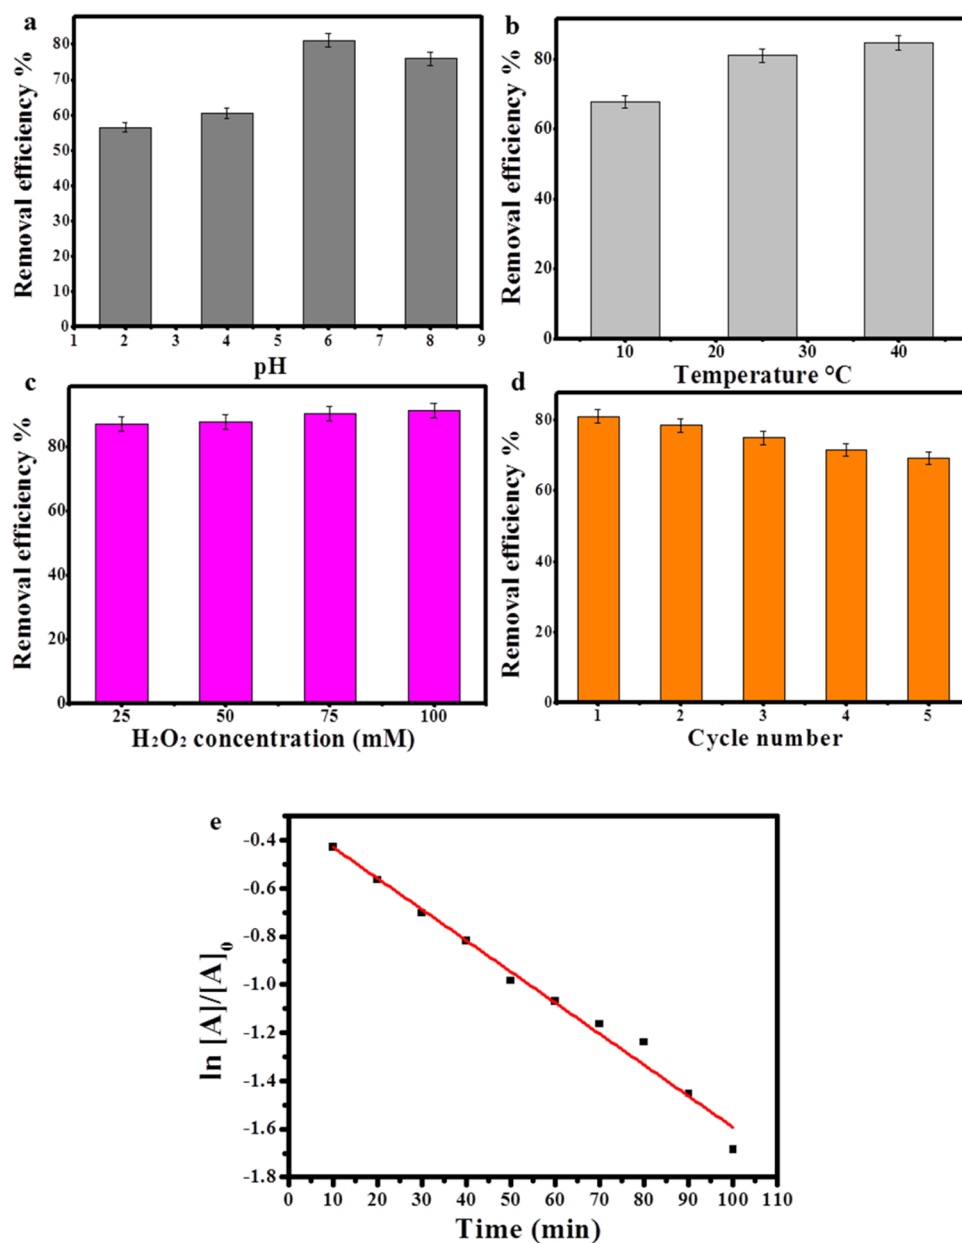 a
Removal efficiency %
80
70
60
50
40
30
20
10
0
1 2 3 4 5 6 7 8 9
pH
b
Removal efficiency %
80
60
40
20
0
10 20 30 40
Temperature °C
c
Removal efficiency %
80
60
40
20
0
25 50 75 100
H₂O₂ concentration (mM)
d
Removal efficiency %
80
60
40
20
0
1 2 3 4 5
Cycle number
e
ln [A]/[A]₀
-0.4
-0.6
-0.8
-1.0
-1.2
-1.4
-1.6
-1.8
0 10 20 30 40 50 60 70 80 90 100 110
Time (min)